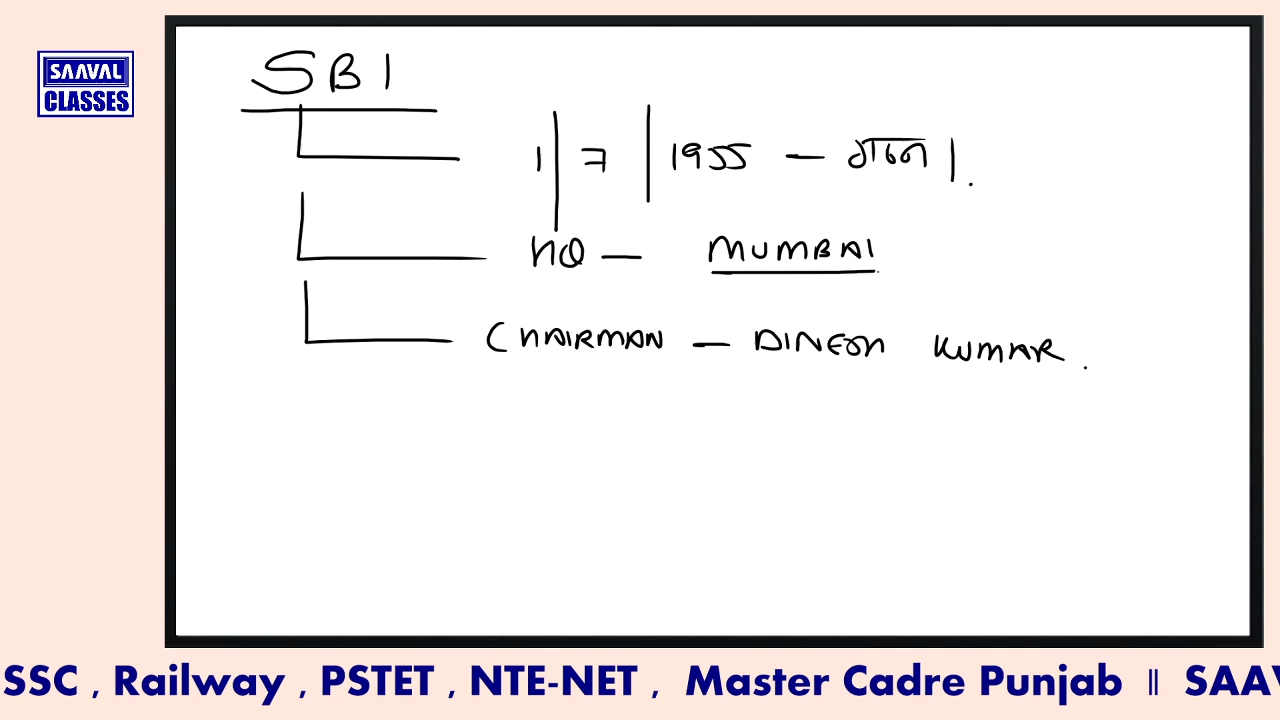 SAAVAL
CLASSES
SBI
1|7|1955 — गठन।
HQ — MUMBAI
CHAIRMAN — DINESH KUMAR.
SSC , Railway , PSTET , NTE-NET , Master Cadre Punjab || SAAV